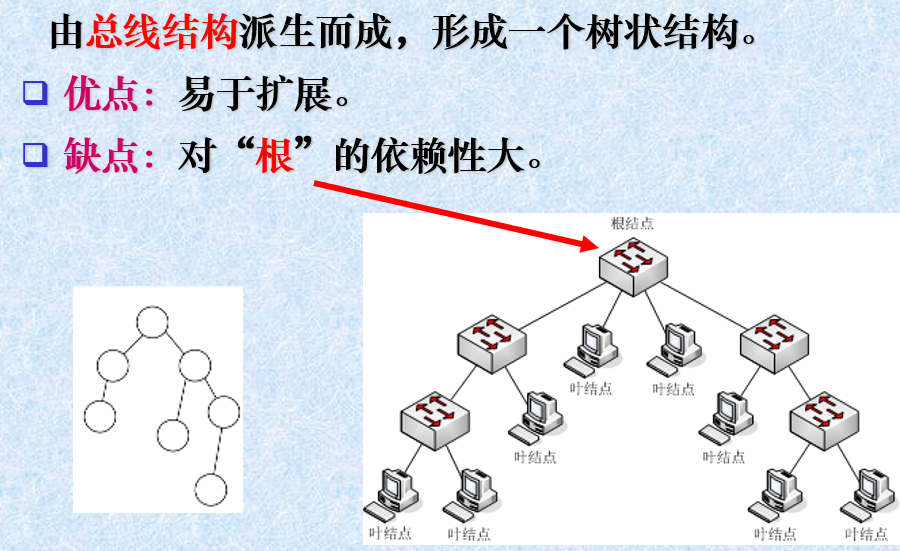 由总线结构派生而成，形成一个树状结构。
优点：易于扩展。
缺点：对“根”的依赖性大。
根结点
叶结点
叶结点
叶结点
叶结点
叶结点
叶结点
叶结点
叶结点